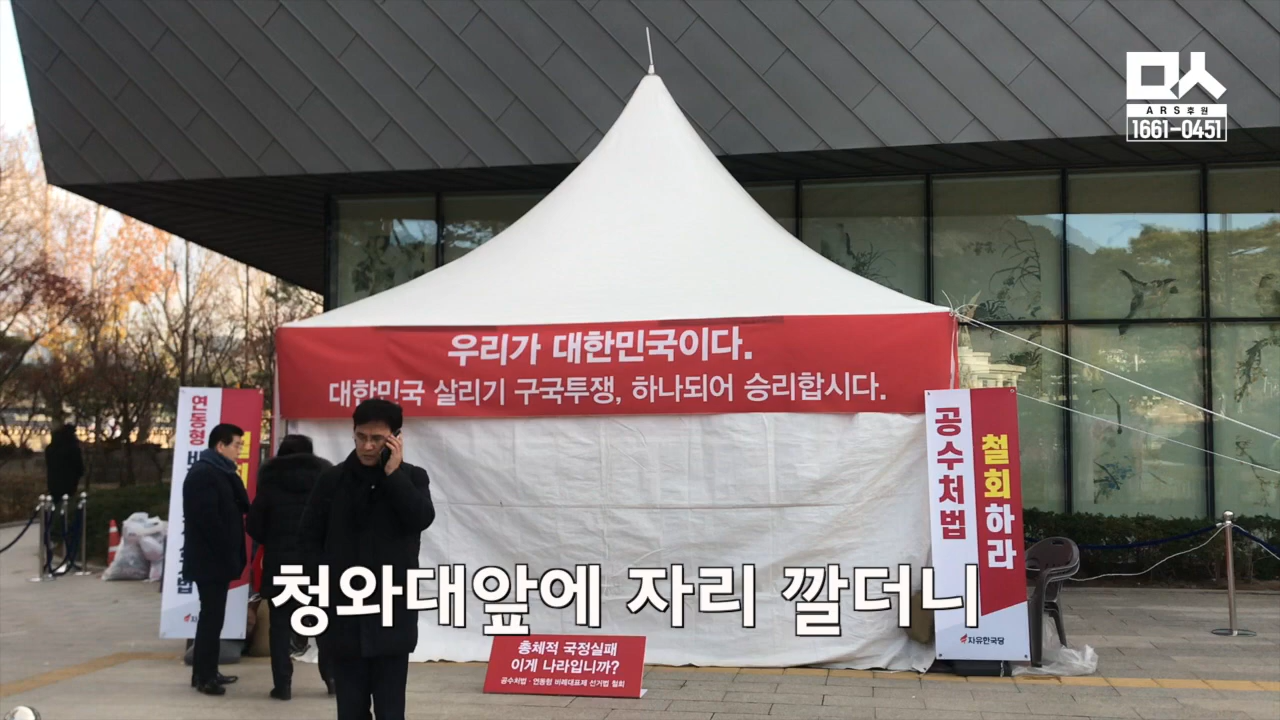 먀
ARS후원
1661-0451
우리가 대한민국이다.
대한민국 살리기 구국투쟁, 하나되어 승리합시다.
연동형
공수처법
철회하라
자유한국당
청와대앞에 자리 깔더니
총체적 국정실패
이게 나라입니까?
공수처법·연동형 비례대표제 선거법 철회